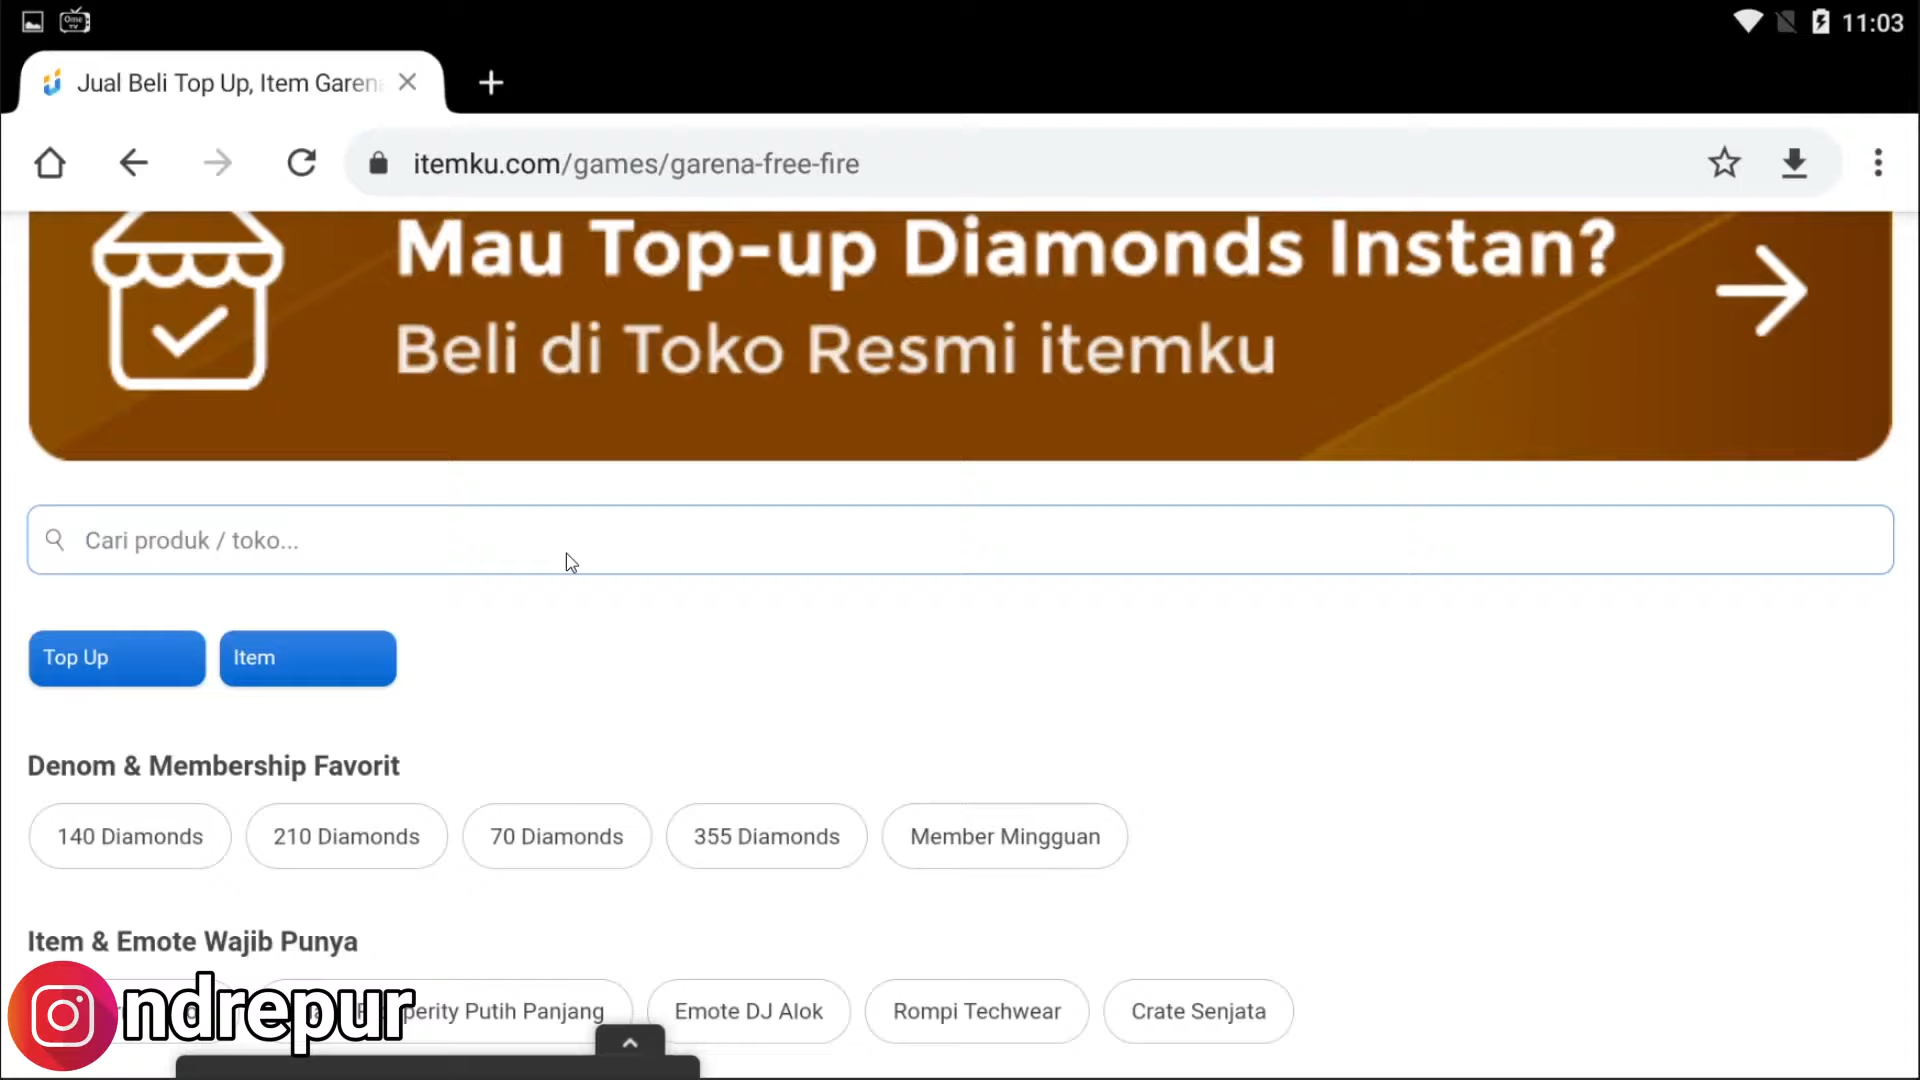 Ome
TV
11:03
Jual Beli Top Up, Item Garen
itemku.com/games/garena-free-fire
Mau Top-up Diamonds Instan?
Beli di Toko Resmi itemku
Cari produk / toko...
Top Up
Item
Denom & Membership Favorit
140 Diamonds
210 Diamonds
70 Diamonds
355 Diamonds
Member Mingguan
Item & Emote Wajib Punya
Putih Panjang
Emote DJ Alok
Rompi Techwear
Crate Senjata
ndrepur